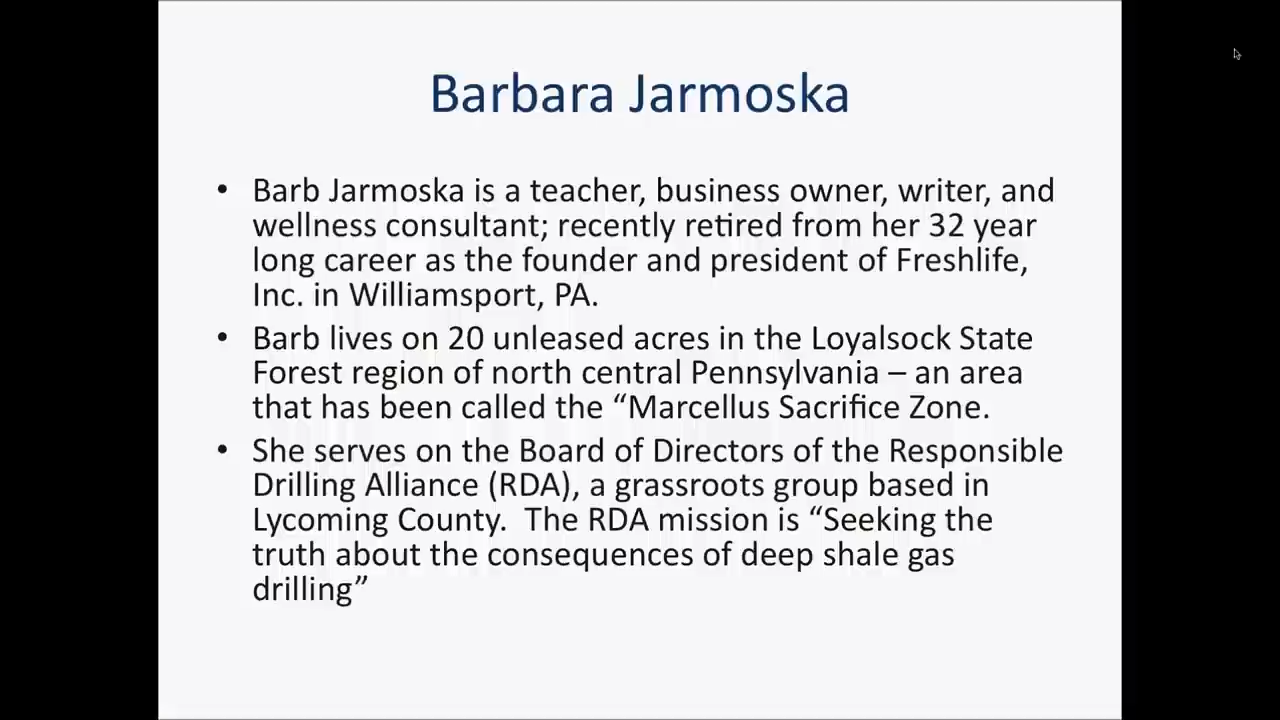 Barbara Jarmoska
• Barb Jarmoska is a teacher, business owner, writer, and
wellness consultant; recently retired from her 32 year
long career as the founder and president of Freshlife,
Inc. in Williamsport, PA.
• Barb lives on 20 unleased acres in the Loyalsock State
Forest region of north central Pennsylvania – an area
that has been called the “Marcellus Sacrifice Zone.
• She serves on the Board of Directors of the Responsible
Drilling Alliance (RDA), a grassroots group based in
Lycoming County.  The RDA mission is “Seeking the
truth about the consequences of deep shale gas
drilling”